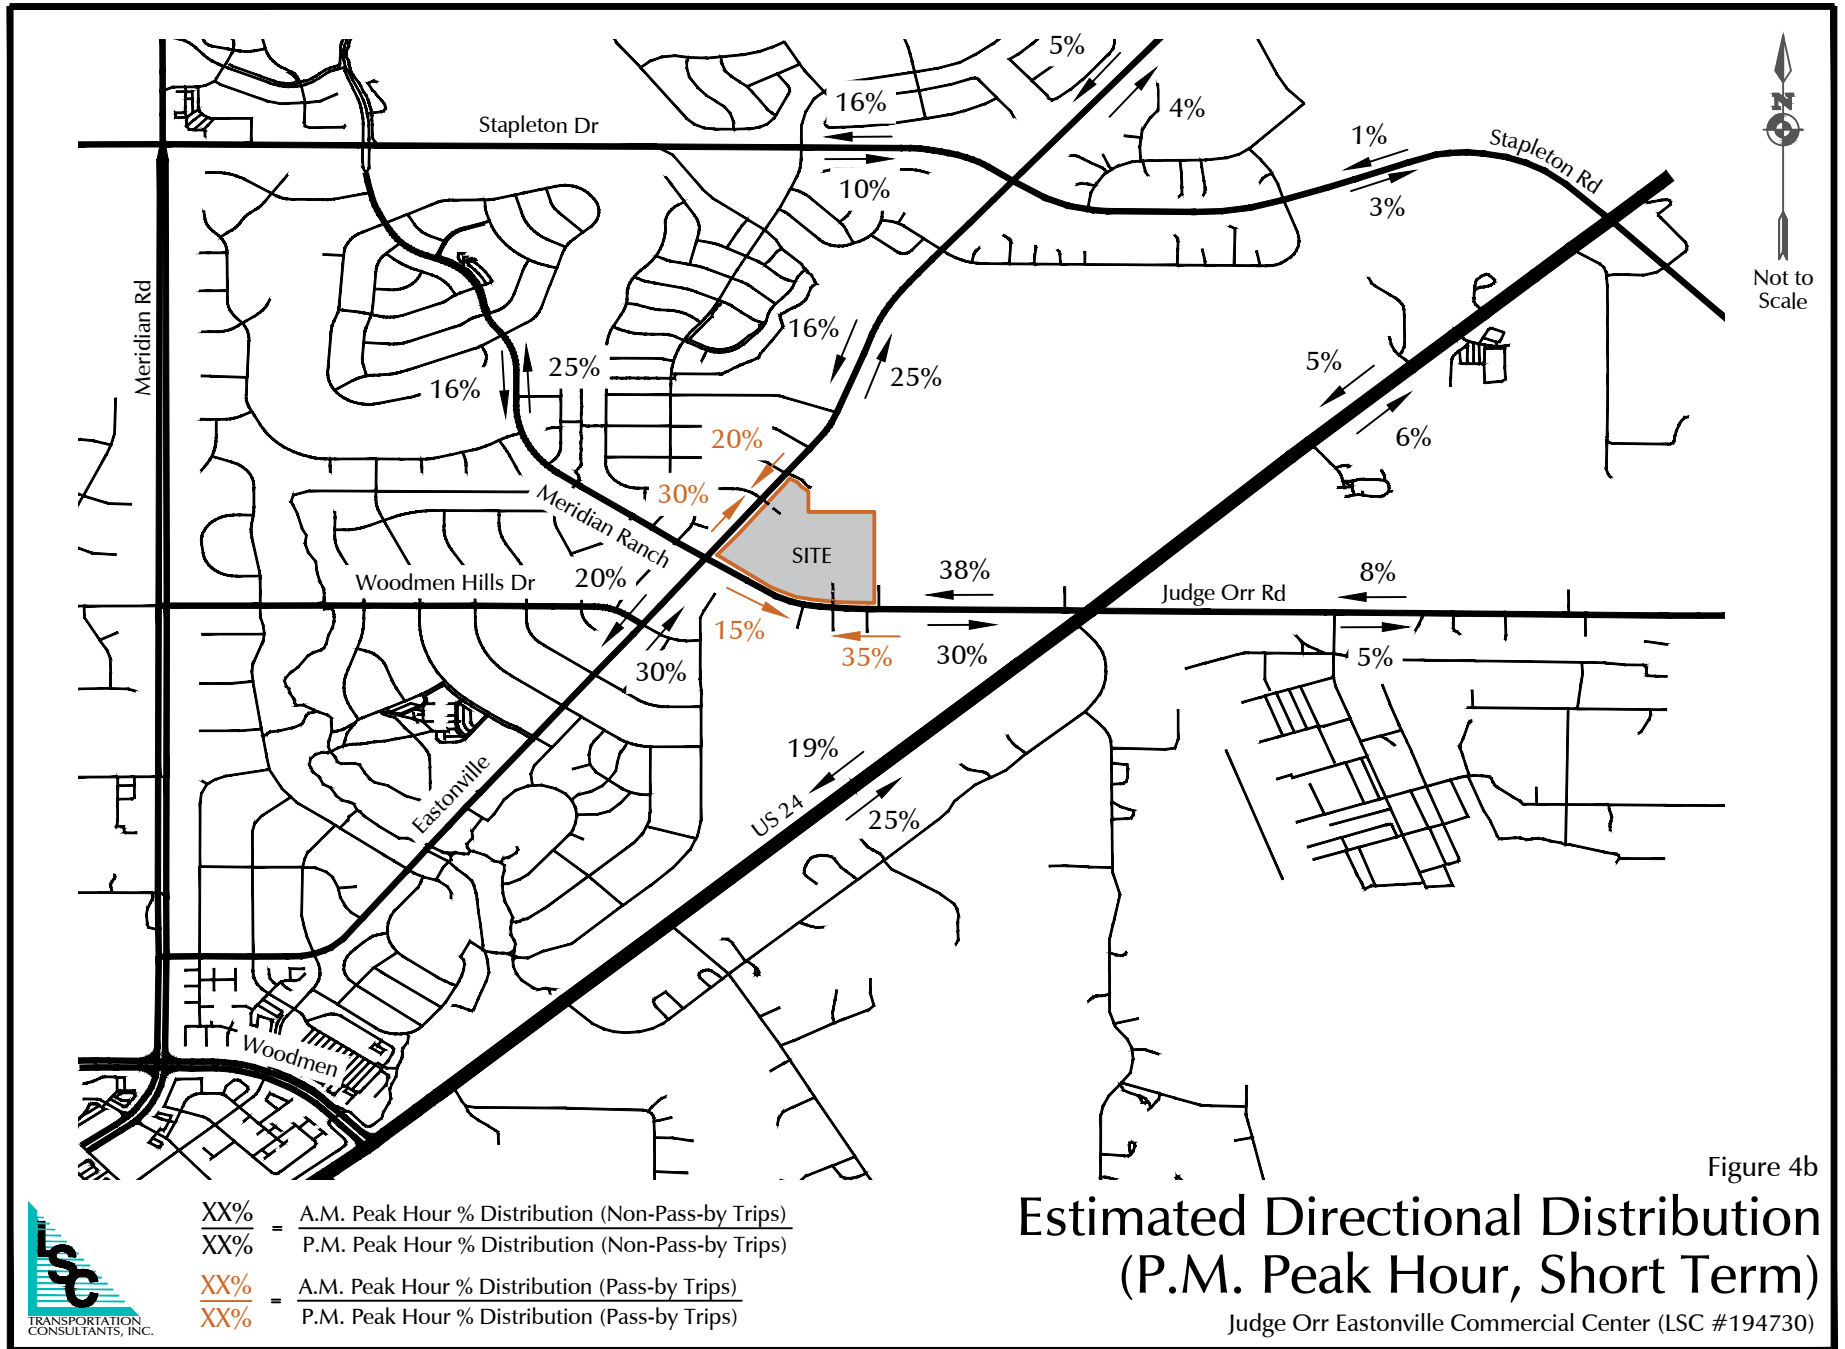 5%
16%
4%
Stapleton Dr
1%
Stapleton Rd
N
10%
3%
Not to
Scale
Meridian Rd
16%
5%
25%
25%
16%
20%
6%
30%
Meridian Ranch
SITE
Woodmen Hills Dr
20%
38%
8%
Judge Orr Rd
15%
35%
30%
5%
30%
19%
Eastonville
US 24
25%
Woodmen
Figure 4b
XX%
XX%
=
A.M. Peak Hour % Distribution (Non-Pass-by Trips)
P.M. Peak Hour % Distribution (Non-Pass-by Trips)
XX%
XX%
=
A.M. Peak Hour % Distribution (Pass-by Trips)
P.M. Peak Hour % Distribution (Pass-by Trips)
LSC
TRANSPORTATION
CONSULTANTS, INC.
Estimated Directional Distribution
(P.M. Peak Hour, Short Term)
Judge Orr Eastonville Commercial Center (LSC #194730)